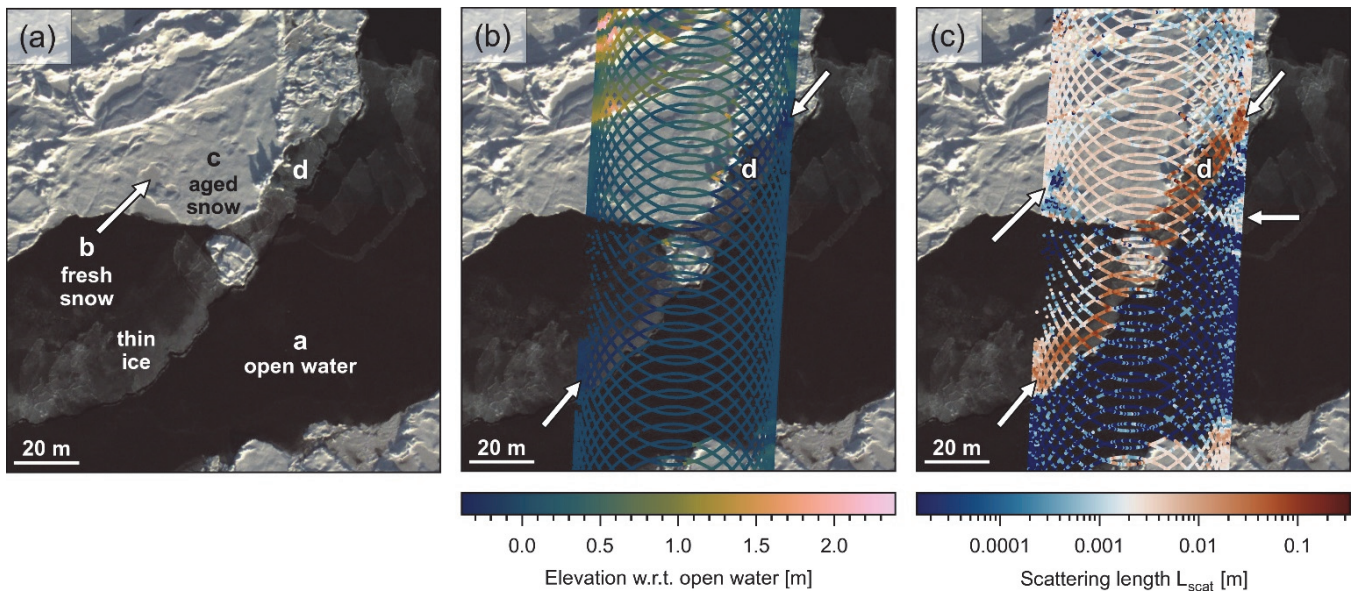 (a)
c
aged
snow
d
b
fresh
snow
thin
ice
a
open water
20 m
(b)
d
20 m
0.0 0.5 1.0 1.5 2.0
Elevation w.r.t. open water [m]
(c)
d
20 m
0.0001 0.001 0.01 0.1
Scattering length Lscat [m]